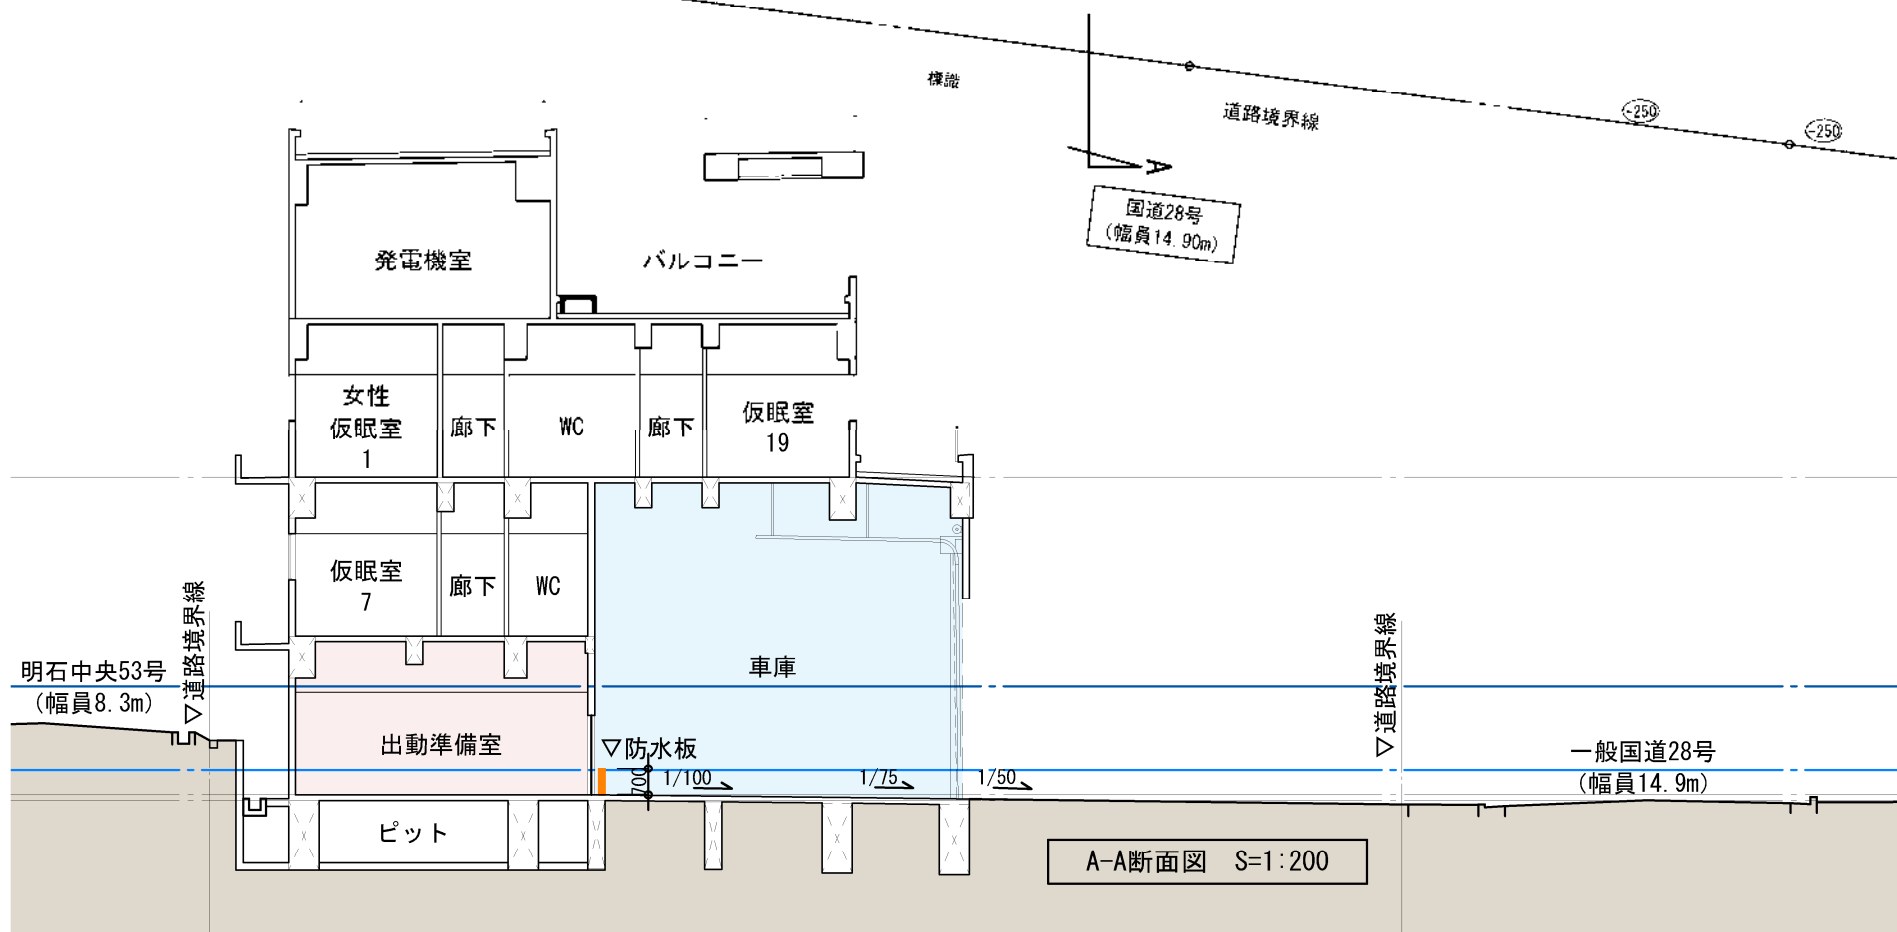 標識
道路境界線
-250
-250
A
国道28号
(幅員14.90m)
発電機室
バルコニー
女性
仮眠室
1
廊下
WC
廊下
仮眠室
19
仮眠室
7
廊下
WC
車庫
▽道路境界線
▽道路境界線
明石中央53号
(幅員8.3m)
出動準備室
▽防水板
700
1/100
1/75
1/50
一般国道28号
(幅員14.9m)
ピット
A-A断面図 S=1:200